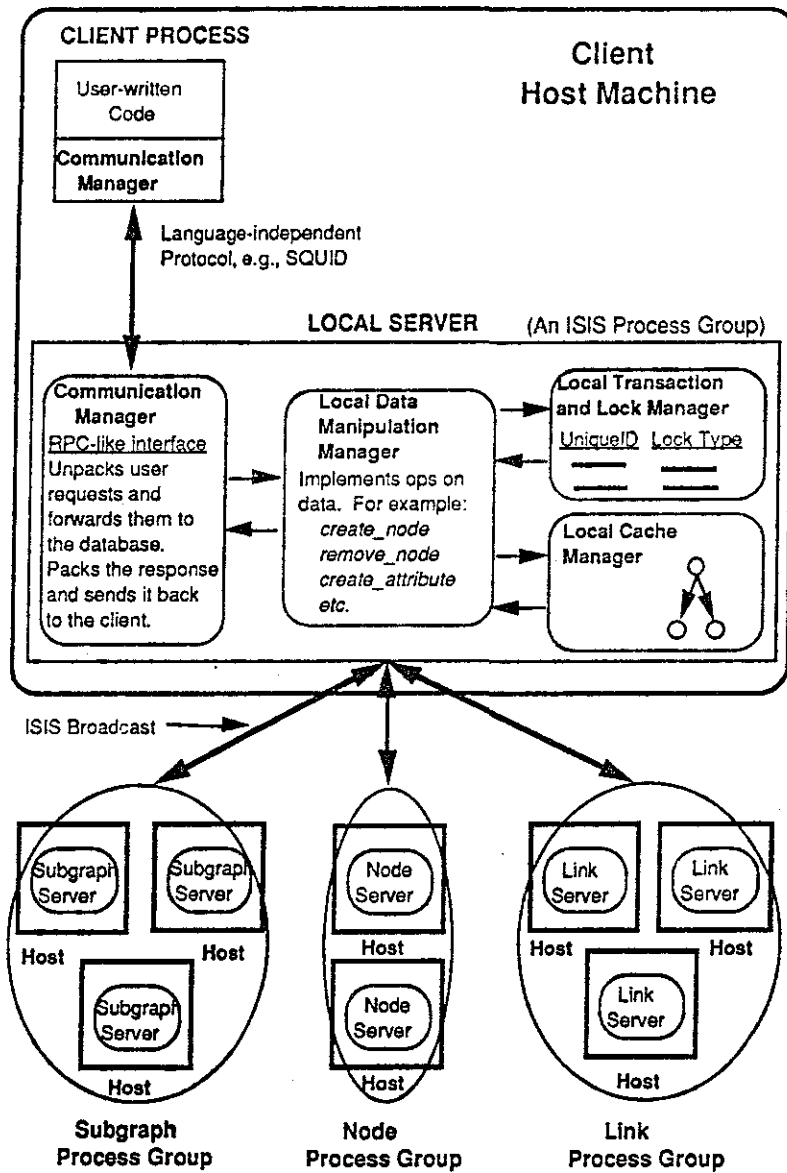 CLIENT PROCESS
Client
Host Machine
User-written
Code
Communication
Manager
Language-independent
Protocol, e.g., SQUID
LOCAL SERVER
(An ISIS Process Group)
Communication
Manager
RPC-like interface
Unpacks user
requests and
forwards them to
the database.
Packs the response
and sends it back
to the client.
Local Data
Manipulation
Manager
Implements ops on
data. For example:
create_node
remove_node
create_attribute
etc.
Local Transaction
and Lock Manager
UniqueID Lock Type
Local Cache
Manager
ISIS Broadcast
Subgraph
Server
Host
Subgraph
Server
Host
Subgraph
Server
Host
Subgraph
Process Group
Node
Server
Host
Node
Server
Host
Node
Process Group
Link
Server
Host
Link
Server
Host
Link
Server
Host
Link
Process Group